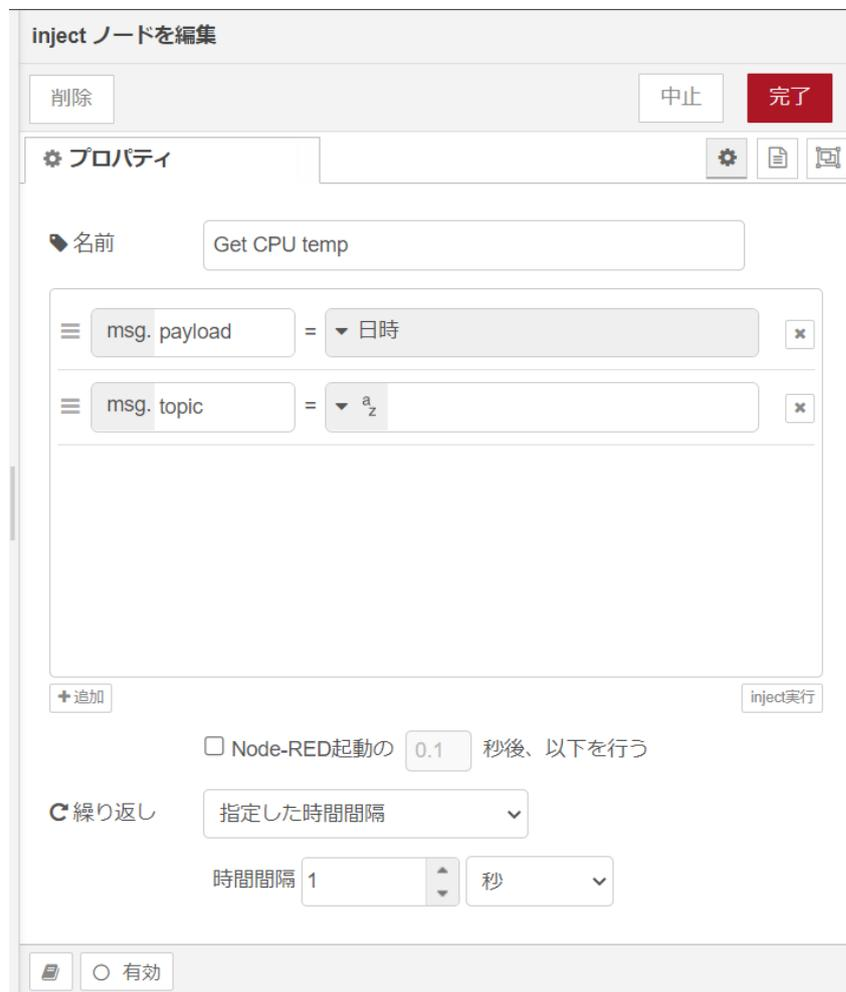 inject ノードを編集
削除 中止 完了
プロパティ
名前 Get CPU temp
msg. payload = 日時
msg. topic = az
追加 inject実行
Node-RED起動の 0.1 秒後、以下を行う
繰り返し 指定した時間間隔
時間間隔 1 秒
有効